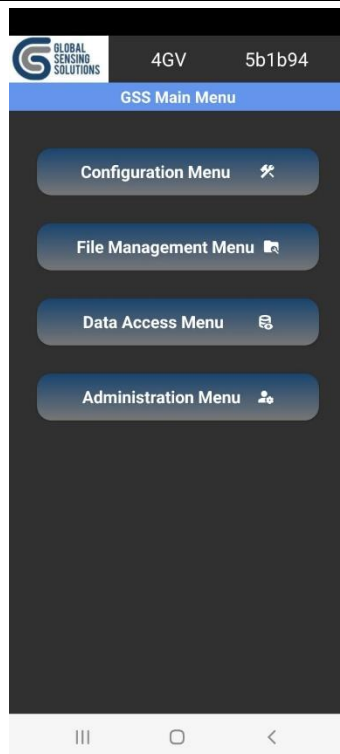 GLOBAL
SENSING
SOLUTIONS
4GV 5b1b94
GSS Main Menu
Configuration Menu
File Management Menu
Data Access Menu
Administration Menu